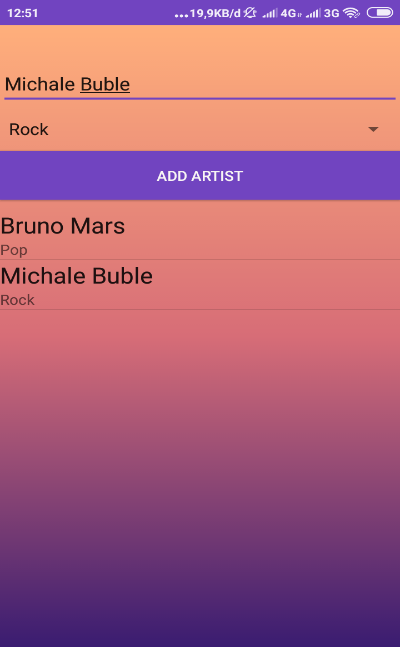 12:51 ...19,9KB/d 4G 3G
Michale Buble
Rock
ADD ARTIST
Bruno Mars
Pop
Michale Buble
Rock